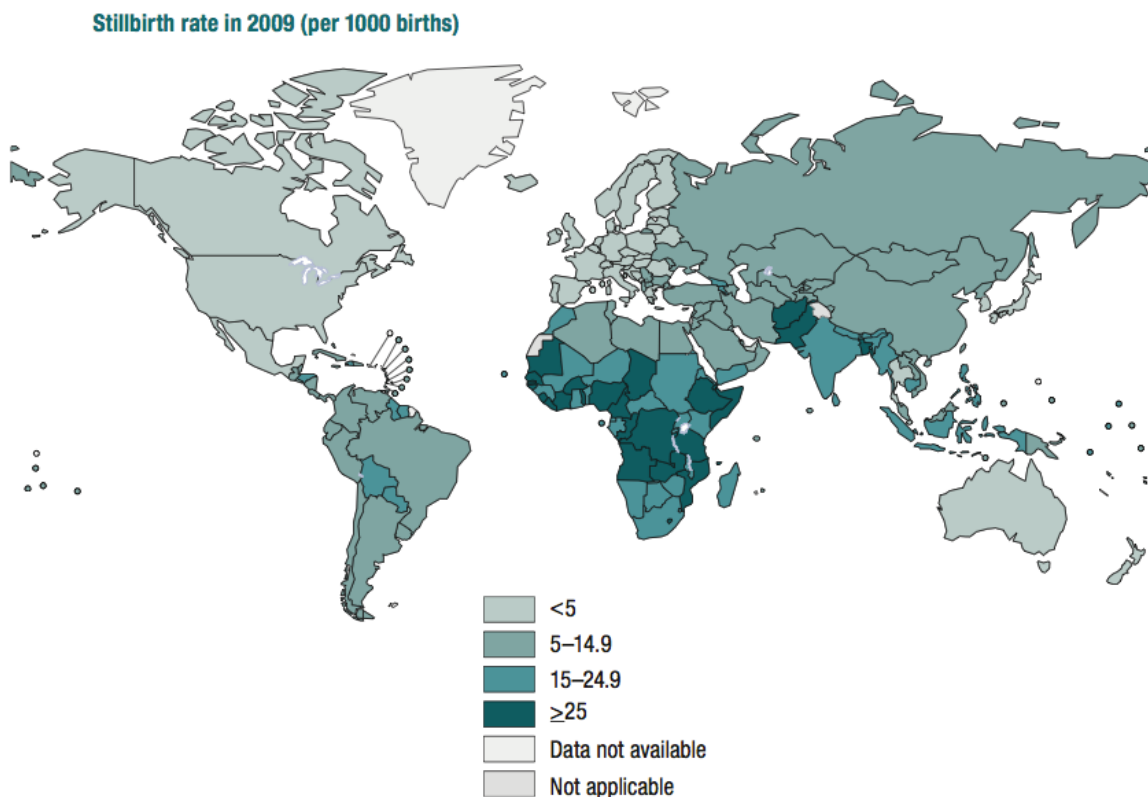 Stillbirth rate in 2009 (per 1000 births)
<5
5–14.9
15–24.9
≥25
Data not available
Not applicable